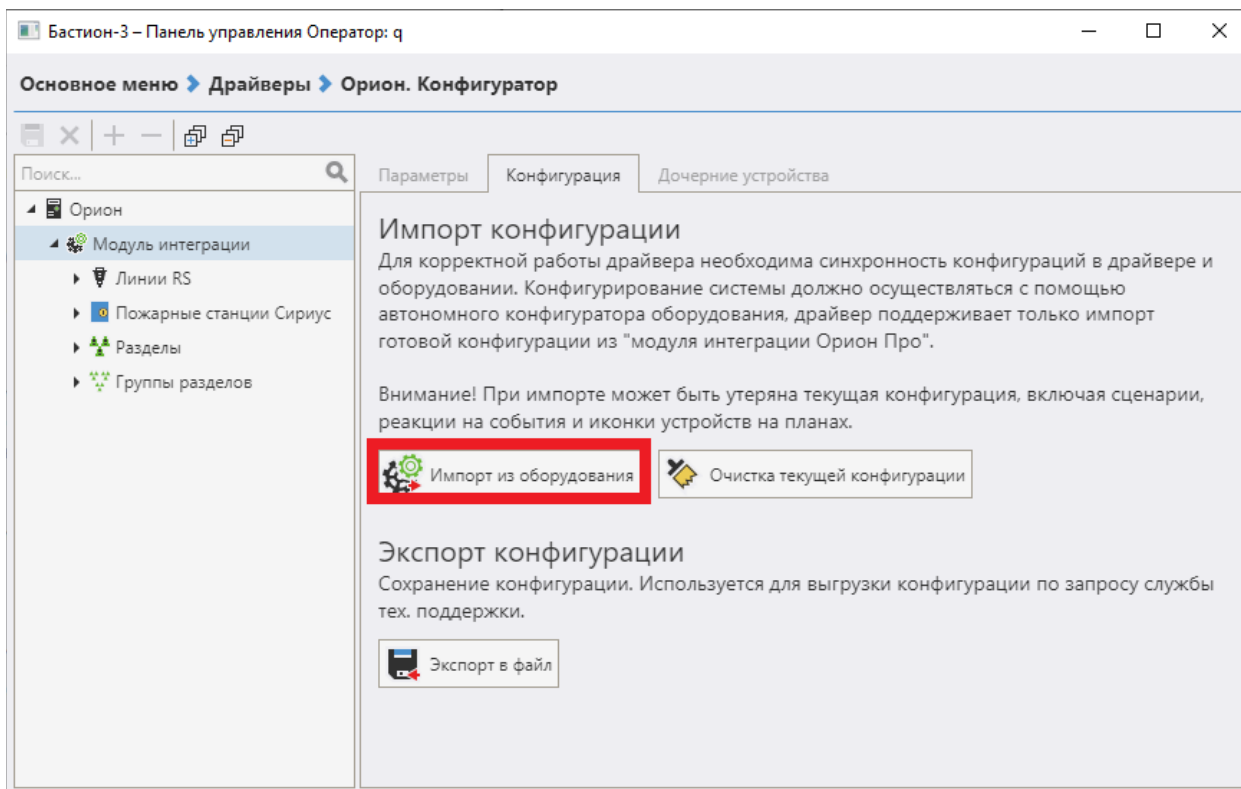 Бастион-3 – Панель управления Оператор: q
Основное меню Драйверы Орион. Конфигуратор
Поиск...
Орион
Модуль интеграции
Линии RS
Пожарные станции Сириус
Разделы
Группы разделов
Параметры
Конфигурация
Дочерние устройства
Импорт конфигурации
Для корректной работы драйвера необходима синхронность конфигураций в драйвере и
оборудовании. Конфигурирование системы должно осуществляться с помощью
автономного конфигуратора оборудования, драйвер поддерживает только импорт
готовой конфигурации из "модуля интеграции Орион Про".
Внимание! При импорте может быть утеряна текущая конфигурация, включая сценарии,
реакции на события и иконки устройств на планах.
Импорт из оборудования
Очистка текущей конфигурации
Экспорт конфигурации
Сохранение конфигурации. Используется для выгрузки конфигурации по запросу службы
тех. поддержки.
Экспорт в файл